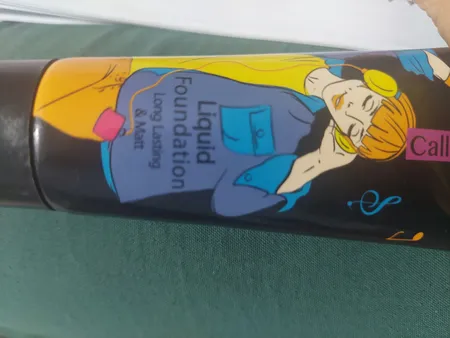 Call
Liquid
Foundation
Long Lasting
& Matt